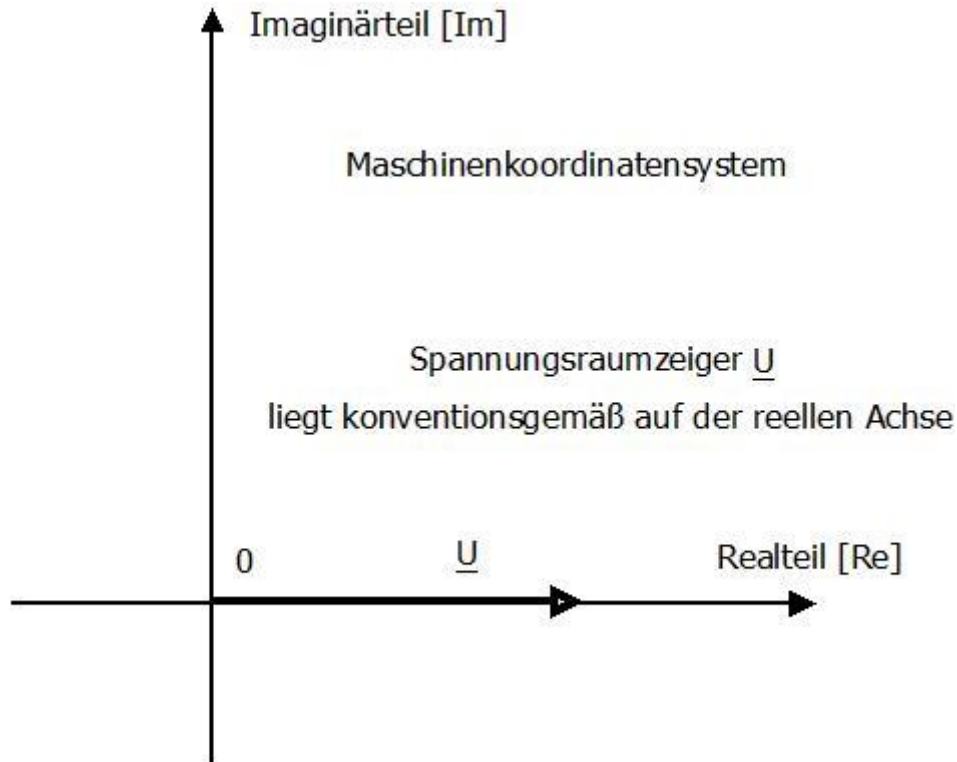 Imaginärteil [Im]
Maschinenkoordinatensystem
Spannungsraumzeiger U
liegt konventionsgemäß auf der reellen Achse
0
U
Realteil [Re]